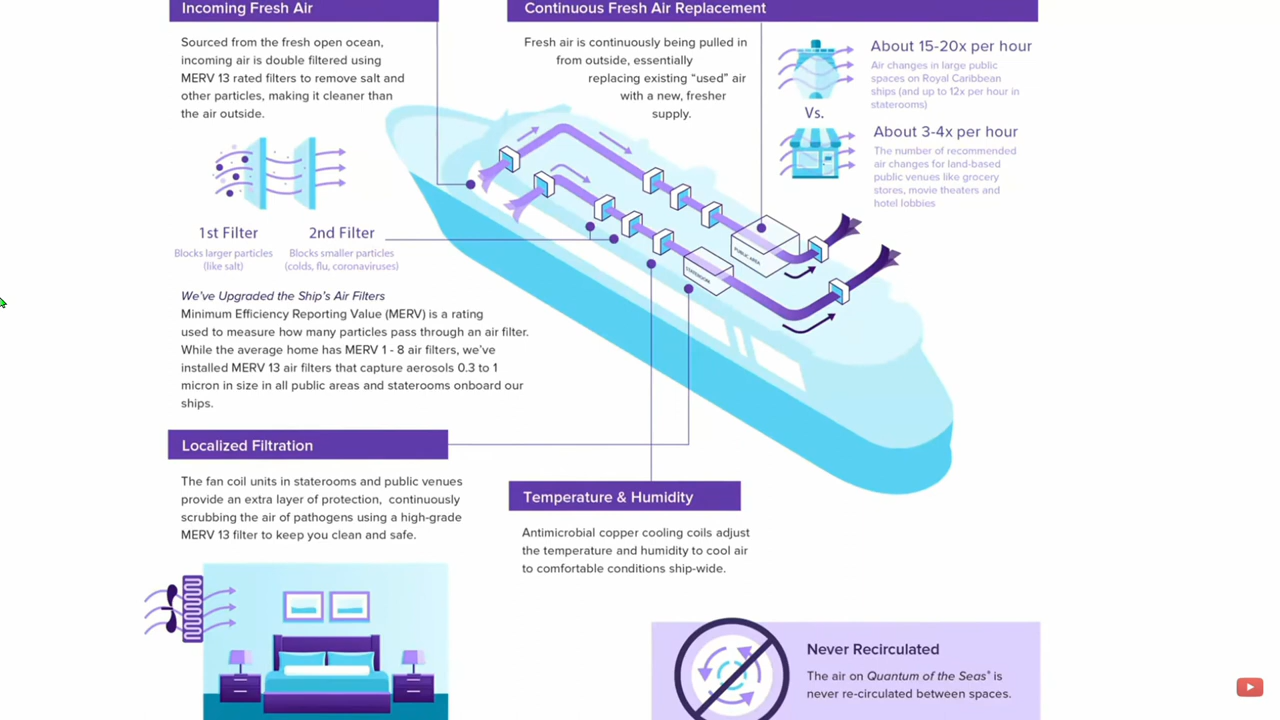 Incoming Fresh Air
Sourced from the fresh open ocean,
incoming air is double filtered using
MERV 13 rated filters to remove salt and
other particles, making it cleaner than
the air outside.
1st Filter
Blocks larger particles
(like salt)
2nd Filter
Blocks smaller particles
(colds, flu, coronaviruses)
We've Upgraded the Ship's Air Filters
Minimum Efficiency Reporting Value (MERV) is a rating
used to measure how many particles pass through an air filter.
While the average home has MERV 1 - 8 air filters, we've
installed MERV 13 air filters that capture aerosols 0.3 to 1
micron in size in all public areas and staterooms onboard our
ships.
Continuous Fresh Air Replacement
Fresh air is continuously being pulled in
from outside, essentially
replacing existing “used” air
with a new, fresher
supply.
About 15-20x per hour
Air changes in large public
spaces on Royal Caribbean
ships (and up to 12x per hour in
staterooms)
Vs.
About 3-4x per hour
The number of recommended
air changes for land-based
public venues like grocery
stores, movie theaters and
hotel lobbies
PUBLIC AREA
STATEROOM
Localized Filtration
The fan coil units in staterooms and public venues
provide an extra layer of protection, continuously
scrubbing the air of pathogens using a high-grade
MERV 13 filter to keep you clean and safe.
Temperature & Humidity
Antimicrobial copper cooling coils adjust
the temperature and humidity to cool air
to comfortable conditions ship-wide.
Never Recirculated
The air on Quantum of the Seas® is
never re-circulated between spaces.